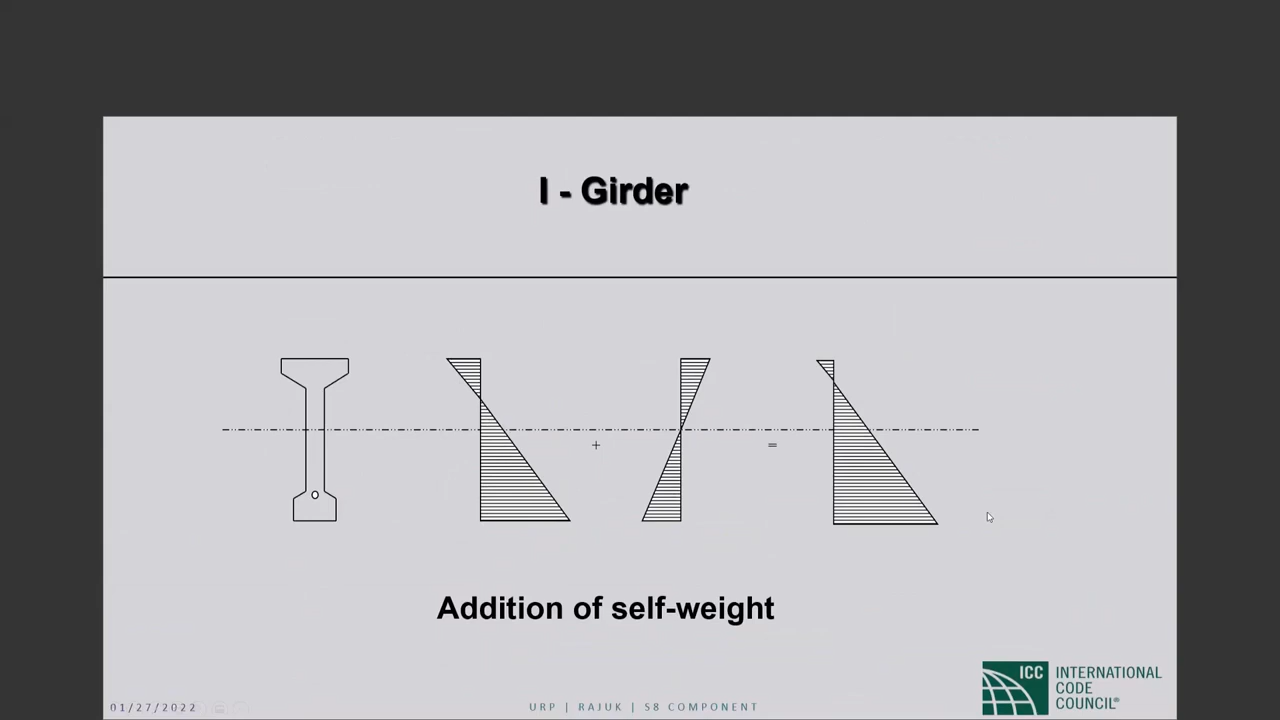 I - Girder
+
=
Addition of self-weight
ICC
INTERNATIONAL
CODE
COUNCIL®
01/27/2022
URP | RAJUK | S8 COMPONENT